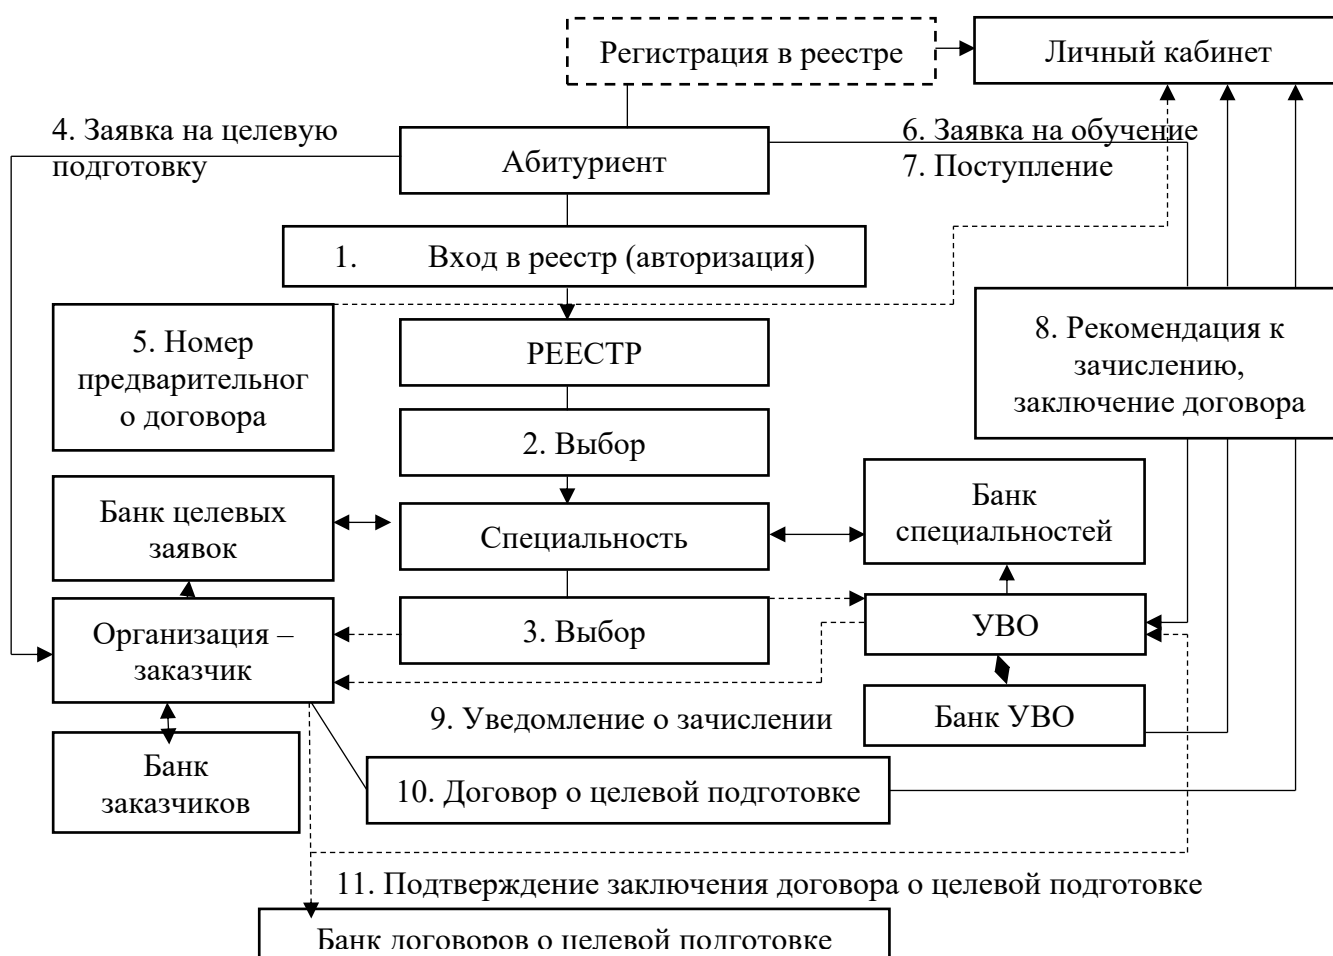 Регистрация в реестре
Личный кабинет
4. Заявка на целевую
подготовку
Абитуриент
6. Заявка на обучение
7. Поступление
1. Вход в реестр (авторизация)
5. Номер
предварительног
о договора
РЕЕСТР
8. Рекомендация к
зачислению,
заключение договора
2. Выбор
Банк целевых
заявок
Специальность
Банк
специальностей
Организация –
заказчик
3. Выбор
УВО
9. Уведомление о зачислении
Банк УВО
Банк
заказчиков
10. Договор о целевой подготовке
11. Подтверждение заключения договора о целевой подготовке
Банк договоров о целевой подготовке